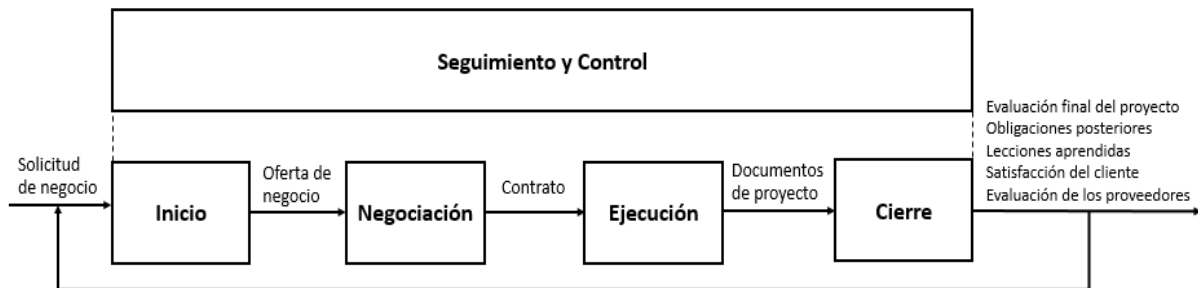 Seguimiento y Control
Evaluación final del proyecto
Obligaciones posteriores
Lecciones aprendidas
Satisfacción del cliente
Evaluación de los proveedores
Solicitud
de negocio
Inicio
Oferta de
negocio
Negociación
Contrato
Ejecución
Documentos
de proyecto
Cierre